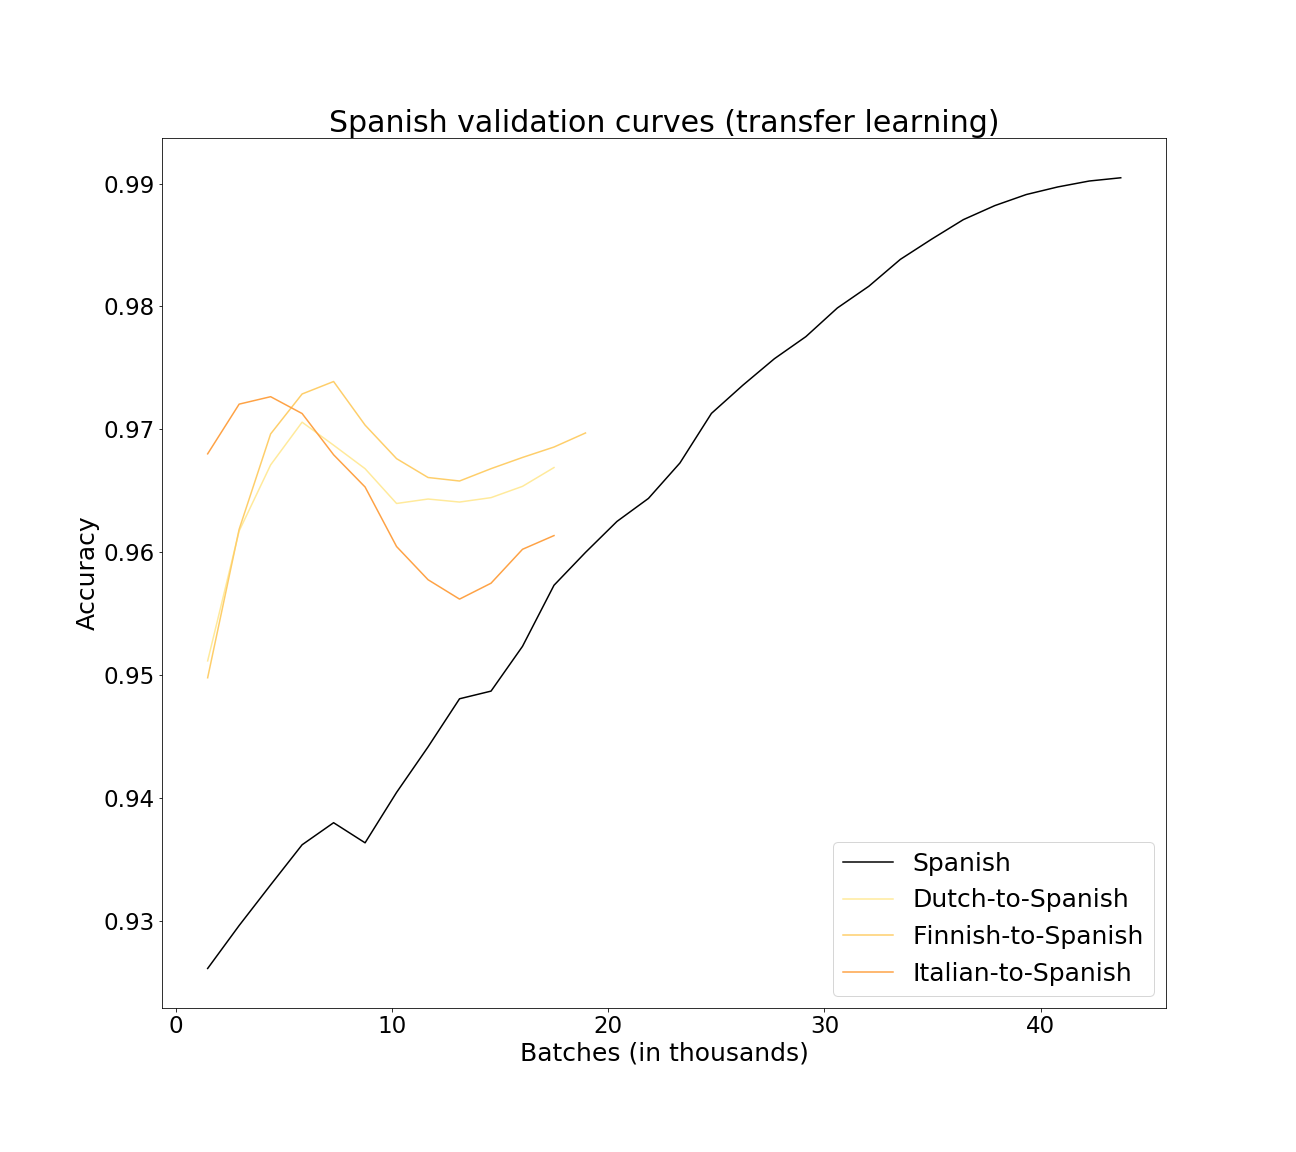 Spanish validation curves (transfer learning)
0.99
0.98
0.97
0.96
0.95
0.94
0.93
Accuracy
0 10 20 30 40
Batches (in thousands)
Spanish
Dutch-to-Spanish
Finnish-to-Spanish
Italian-to-Spanish